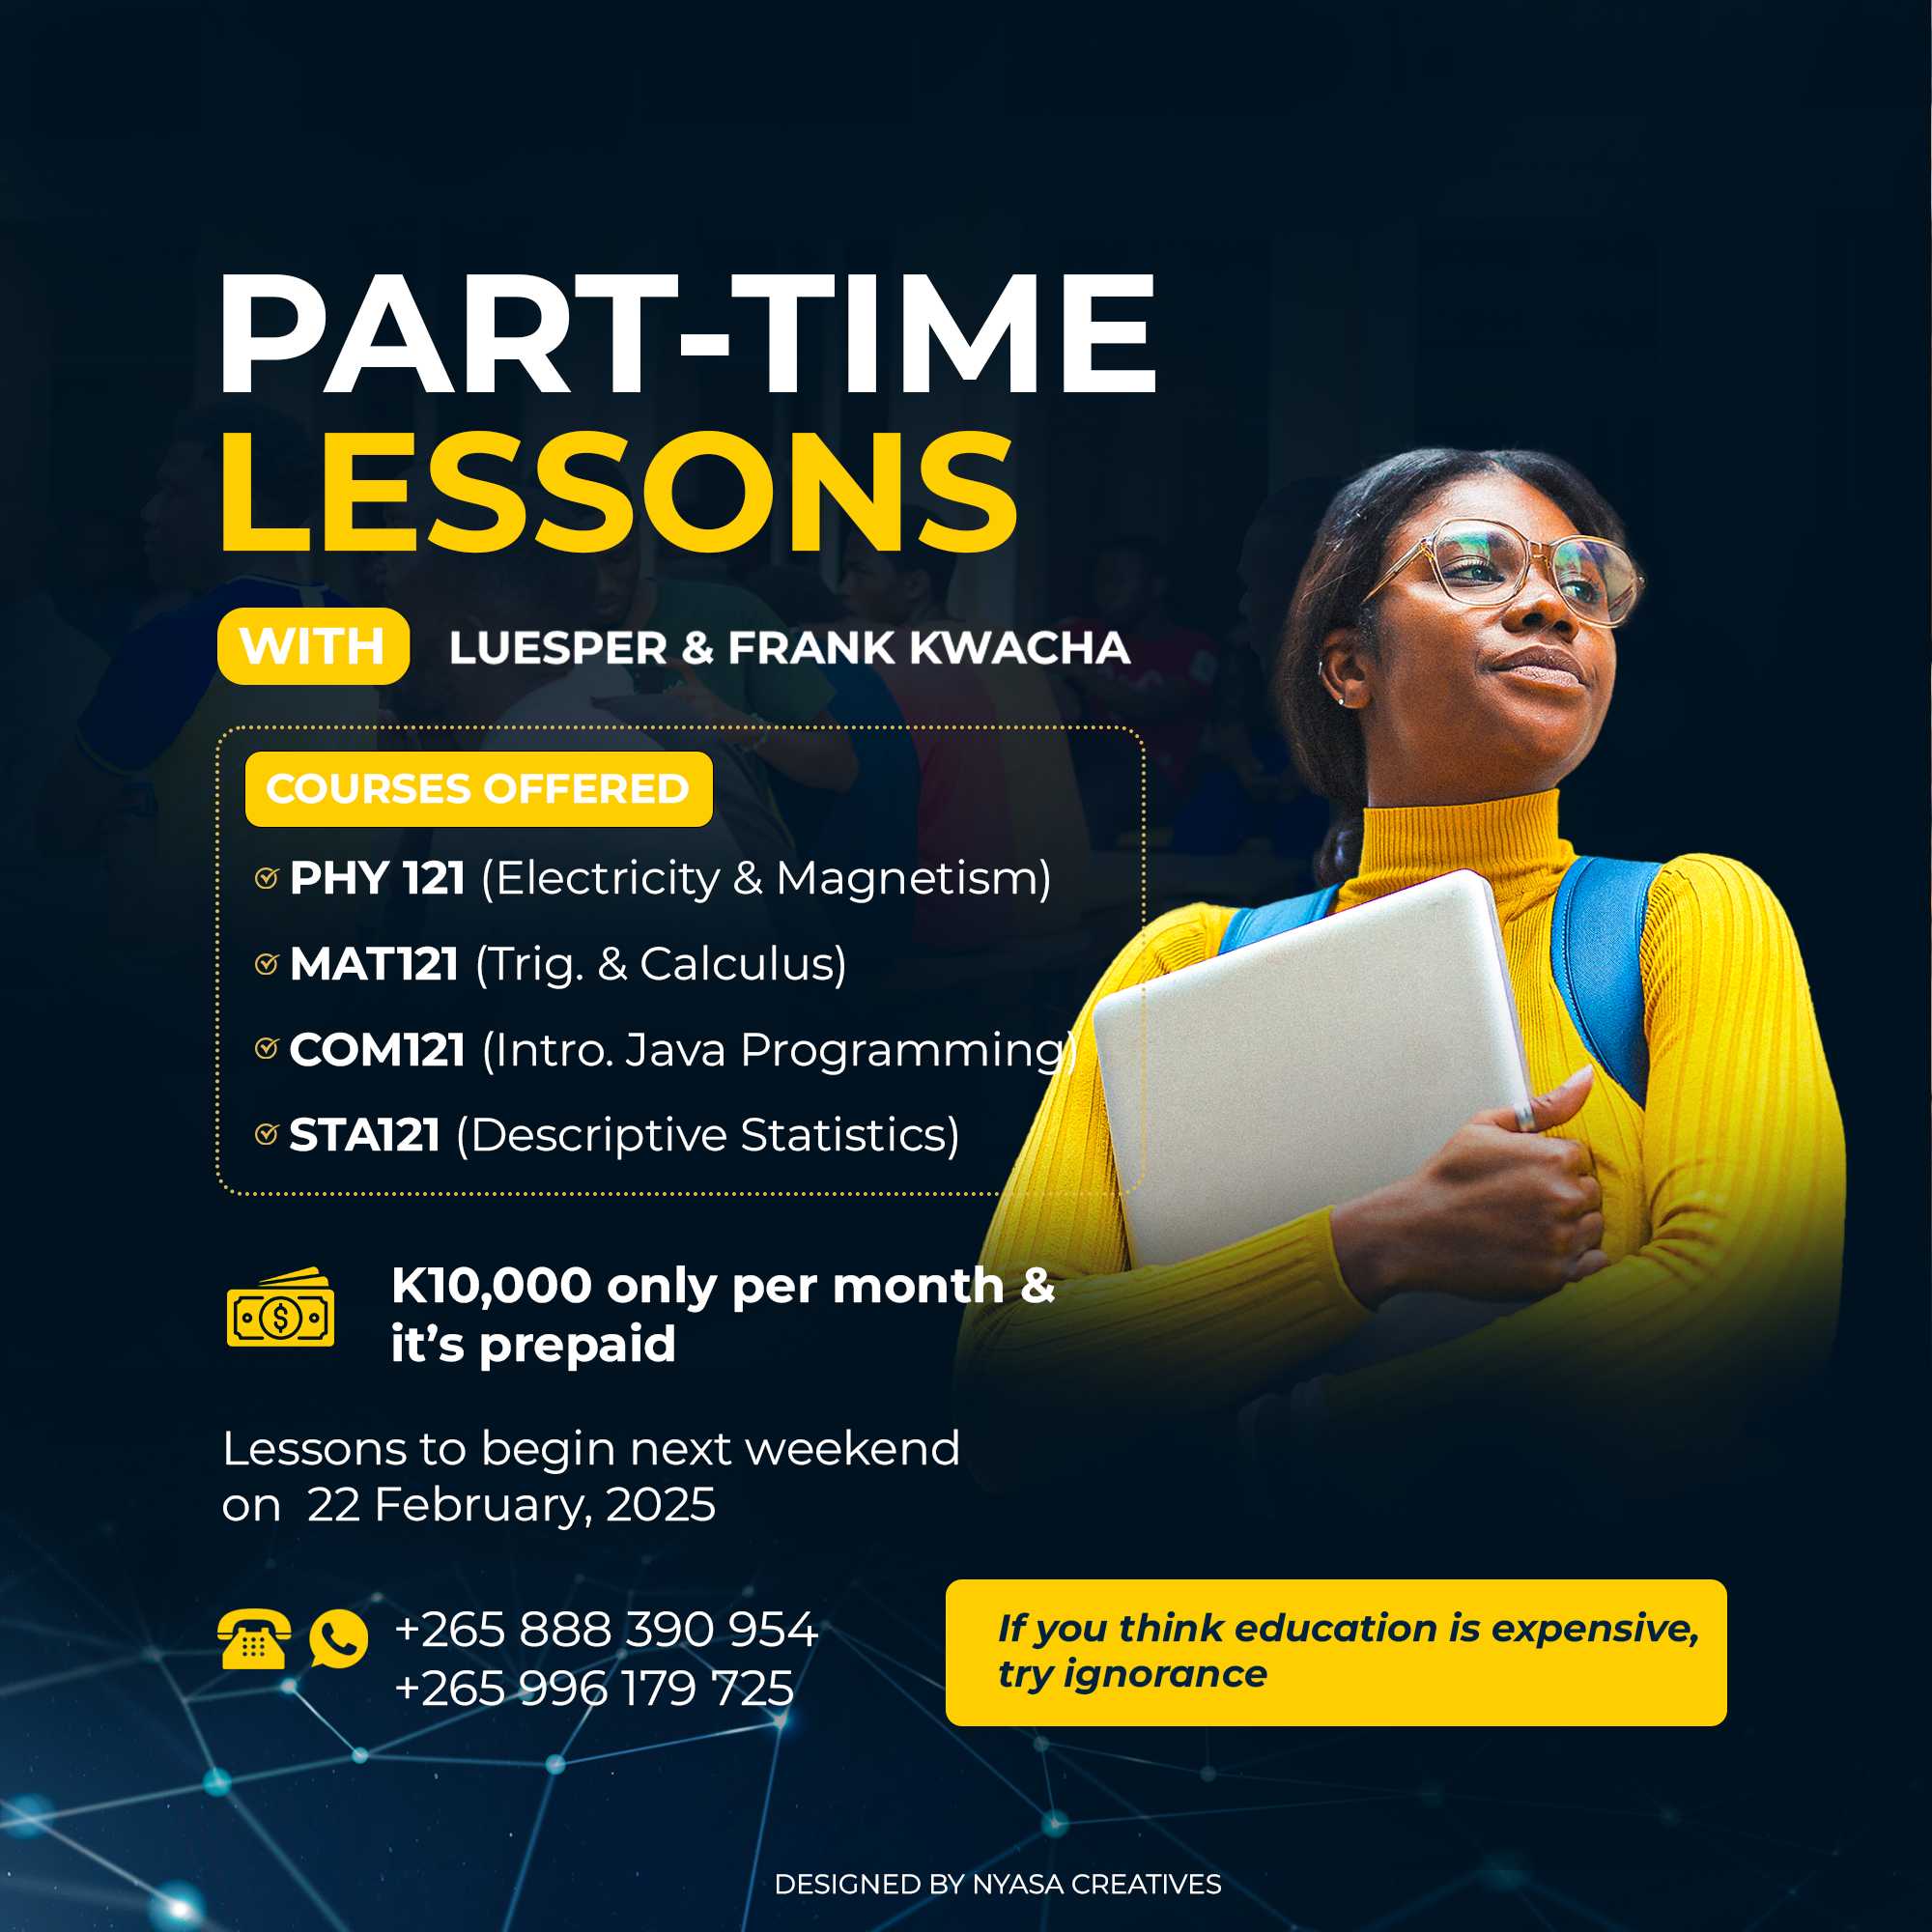 PART-TIME
LESSONS
WITH LUESPER & FRANK KWACHA
COURSES OFFERED
PHY 121 (Electricity & Magnetism)
MAT121 (Trig. & Calculus)
COM121 (Intro. Java Programming)
STA121 (Descriptive Statistics)
K10,000 only per month &
it’s prepaid
Lessons to begin next weekend
on 22 February, 2025
+265 888 390 954
+265 996 179 725
If you think education is expensive,
try ignorance
DESIGNED BY NYASA CREATIVES